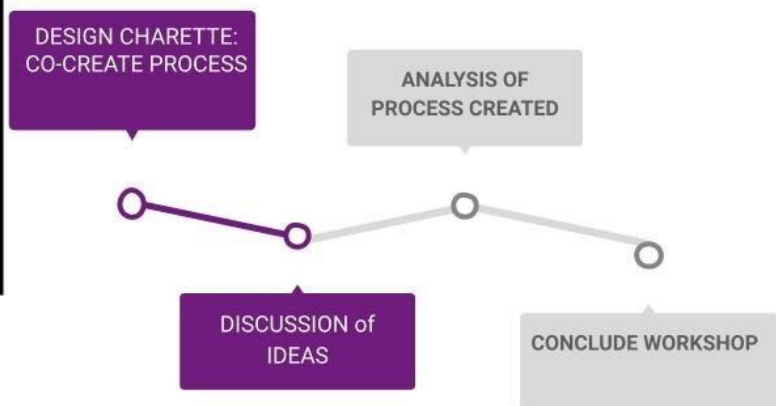 DESIGN CHARETTE:
CO-CREATE PROCESS
DISCUSSION of
IDEAS
ANALYSIS OF
PROCESS CREATED
CONCLUDE WORKSHOP